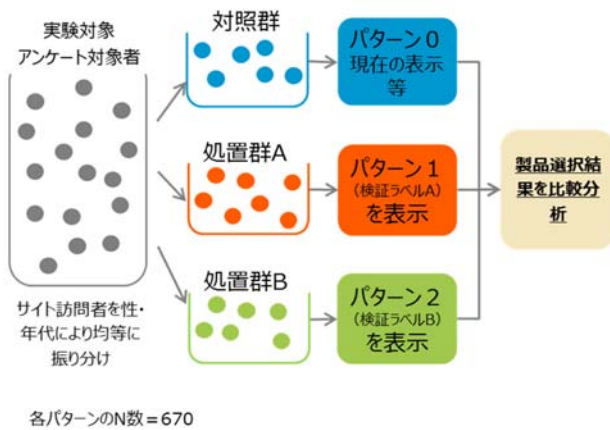 実験対象
アンケート対象者
サイト訪問者を性・
年代により均等に
振り分け
対照群
パターン0
現在の表示
等
処置群A
パターン1
(検証ラベルA)
を表示
処置群B
パターン2
(検証ラベルB)
を表示
製品選択結
果を比較分
析
各パターンのN数=670